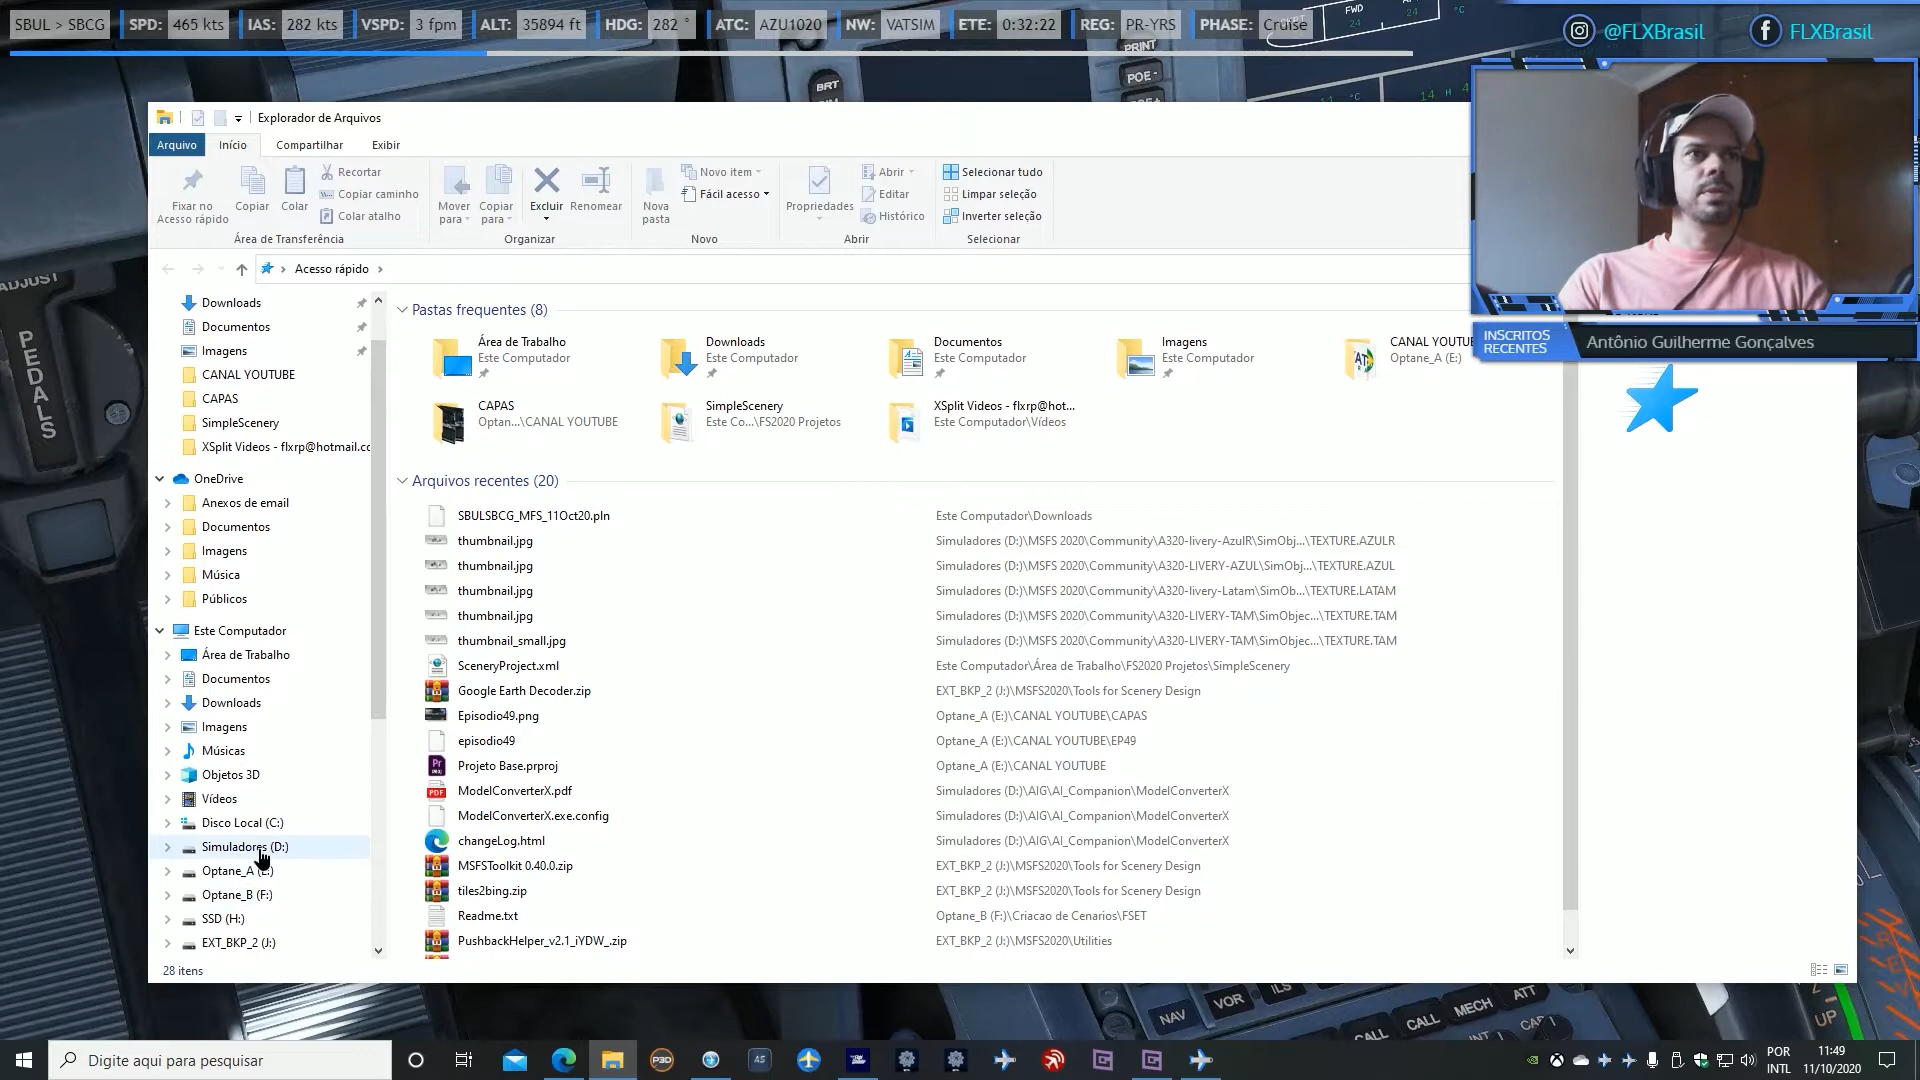 SBUL > SBCG SPD: 465 kts IAS: 282 kts VSPD: 3 fpm ALT: 35894 ft HDG: 282 ° ATC: AZU1020 NW: VATSIM ETE: 0:32:22 REG: PR-YRS PHASE: Cruise
@FLXBrasil FLXBrasil
FWD
24
24
°C
PRINT
POE-
BRT
°C
14 H
ADJUST
PEDALS
Explorador de Arquivos
Arquivo Início Compartilhar Exibir
Fixar no
Acesso rápido
Copiar
Colar
Recortar
Copiar caminho
Colar atalho
Área de Transferência
Mover
para
Copiar
para
Excluir
Renomear
Organizar
Nova
pasta
Novo item
Fácil acesso
Novo
Propriedades
Abrir
Editar
Histórico
Abrir
Selecionar tudo
Limpar seleção
Inverter seleção
Selecionar
Acesso rápido
INSCRITOS
RECENTES
Antônio Guilherme Gonçalves
Downloads
Documentos
Imagens
CANAL YOUTUBE
CAPAS
SimpleScenery
XSplit Videos - flxrp@hotmail.cc
OneDrive
Anexos de email
Documentos
Imagens
Música
Públicos
Este Computador
Área de Trabalho
Documentos
Downloads
Imagens
Músicas
Objetos 3D
Vídeos
Disco Local (C:)
Simuladores (D:)
Optane_A (E:)
Optane_B (F:)
SSD (H:)
EXT_BKP_2 (J:)
Pastas frequentes (8)
Área de Trabalho
Este Computador
Downloads
Este Computador
Documentos
Este Computador
Imagens
Este Computador
CANAL YOUTUB
Optane_A (E:)
CAPAS
Optan...\CANAL YOUTUBE
SimpleScenery
Este Co...\FS2020 Projetos
XSplit Videos - flxrp@hot...
Este Computador\Vídeos
Arquivos recentes (20)
SBULSBCG_MFS_11Oct20.pln Este Computador\Downloads
thumbnail.jpg Simuladores (D:)\MSFS 2020\Community\A320-livery-AzulR\SimObj...\TEXTURE.AZULR
thumbnail.jpg Simuladores (D:)\MSFS 2020\Community\A320-LIVERY-AZUL\SimObj...\TEXTURE.AZUL
thumbnail.jpg Simuladores (D:)\MSFS 2020\Community\A320-livery-Latam\SimOb...\TEXTURE.LATAM
thumbnail.jpg Simuladores (D:)\MSFS 2020\Community\A320-LIVERY-TAM\SimObjec...\TEXTURE.TAM
thumbnail_small.jpg Simuladores (D:)\MSFS 2020\Community\A320-LIVERY-TAM\SimObjec...\TEXTURE.TAM
SceneryProject.xml Este Computador\Área de Trabalho\FS2020 Projetos\SimpleScenery
Google Earth Decoder.zip EXT_BKP_2 (J:)\MSFS2020\Tools for Scenery Design
Episodio49.png Optane_A (E:)\CANAL YOUTUBE\CAPAS
episodio49 Optane_A (E:)\CANAL YOUTUBE\EP49
Projeto Base.prproj Optane_A (E:)\CANAL YOUTUBE
ModelConverterX.pdf Simuladores (D:)\AIG\AI_Companion\ModelConverterX
ModelConverterX.exe.config Simuladores (D:)\AIG\AI_Companion\ModelConverterX
changeLog.html Simuladores (D:)\AIG\AI_Companion\ModelConverterX
MSFSToolkit 0.40.0.zip EXT_BKP_2 (J:)\MSFS2020\Tools for Scenery Design
tiles2bing.zip EXT_BKP_2 (J:)\MSFS2020\Tools for Scenery Design
Readme.txt Optane_B (F:)\Criacao de Cenarios\FSET
PushbackHelper_v2.1_iYDW_.zip EXT_BKP_2 (J:)\MSFS2020\Utilities
28 itens
NAV VOR ILS
CALL CALL MECH ATT
UP
Digite aqui para pesquisar
P3D
AS
POR
INTL
11:49
11/10/2020